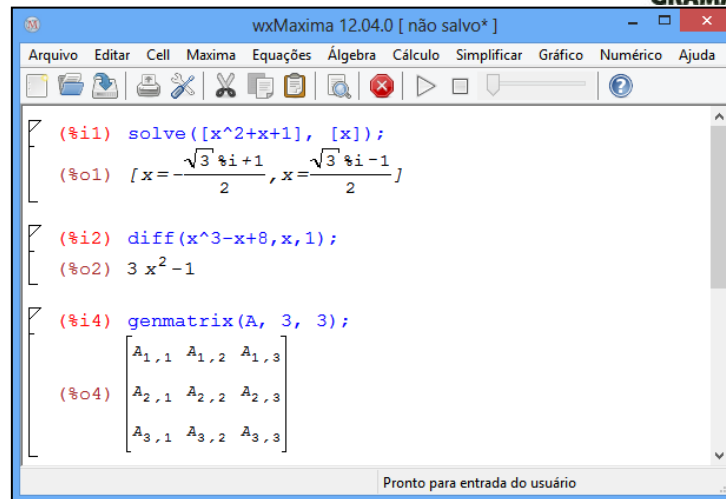 wxMaxima 12.04.0 [ não salvo* ]
Arquivo Editar Cell Maxima Equações Álgebra Cálculo Simplificar Gráfico Numérico Ajuda
(%i1) solve([x^2+x+1], [x]);
(%o1) [x=-(√3 %i+1)/2, x=(√3 %i-1)/2]
(%i2) diff(x^3-x+8,x,1);
(%o2) 3 x²-1
(%i4) genmatrix(A, 3, 3);
A1,1 A1,2 A1,3
(%o4) A2,1 A2,2 A2,3
A3,1 A3,2 A3,3
Pronto para entrada do usuário